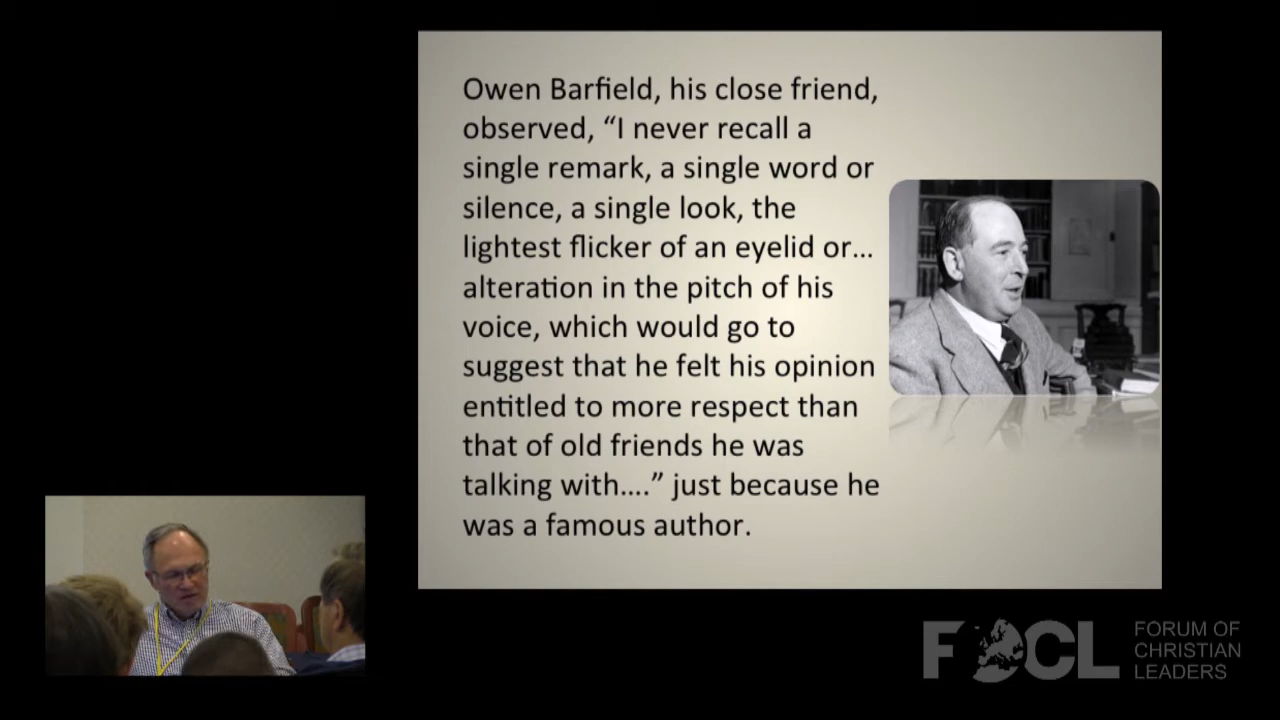 Owen Barfield, his close friend,
observed, “I never recall a
single remark, a single word or
silence, a single look, the
lightest flicker of an eyelid or…
alteration in the pitch of his
voice, which would go to
suggest that he felt his opinion
entitled to more respect than
that of old friends he was
talking with….” just because he
was a famous author.
FOCL
FORUM OF
CHRISTIAN
LEADERS